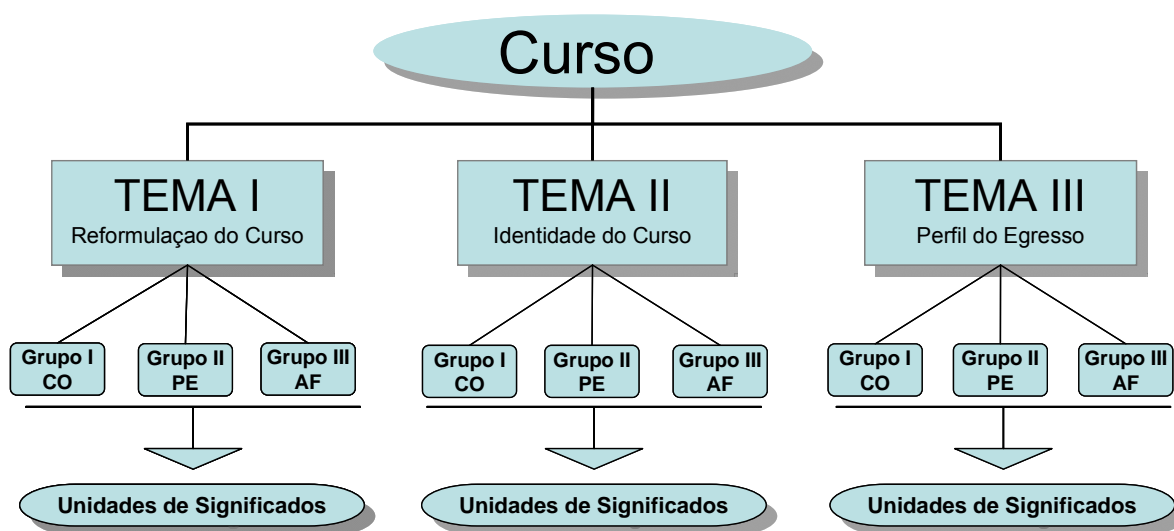 Curso
TEMA I
Reformulaçao do Curso
TEMA II
Identidade do Curso
TEMA III
Perfil do Egresso
Grupo I
CO
Grupo II
PE
Grupo III
AF
Grupo I
CO
Grupo II
PE
Grupo III
AF
Grupo I
CO
Grupo II
PE
Grupo III
AF
Unidades de Significados
Unidades de Significados
Unidades de Significados